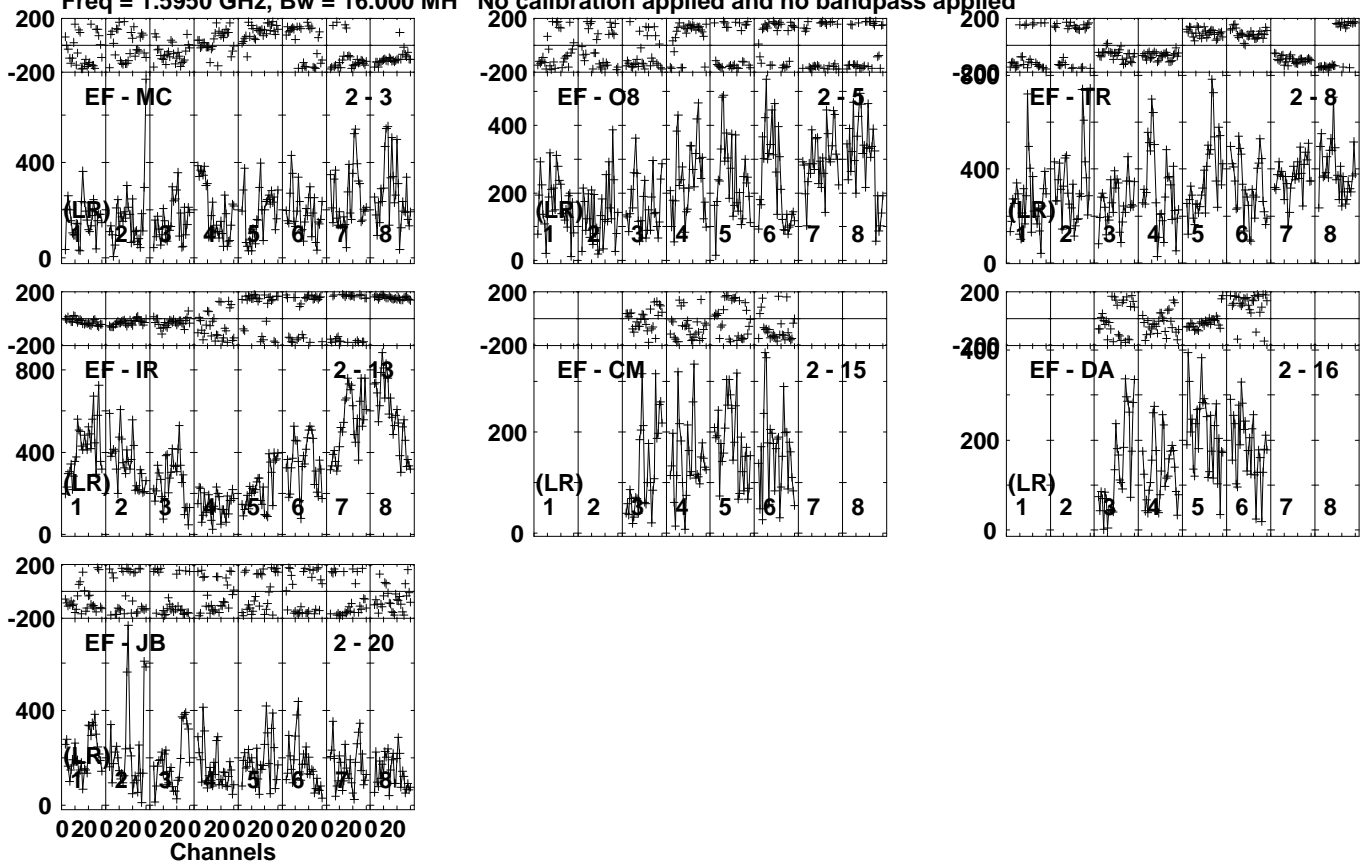 Freq = 1.5950 GHz, Bw = 16.000 MH No calibration applied and no bandpass applied
200
-200
EF - MC 2 - 3
400
(LR)
1 2 3 4 5 6 7 8
0
200
-200
EF - O8 2 - 5
400
200
(LR)
1 2 3 4 5 6 7 8
0
200
-200
800
EF - TR 2 - 8
400
(LR)
1 2 3 4 5 6 7 8
0
200
-200
800
EF - IR 2 - 13
400
(LR)
1 2 3 4 5 6 7 8
0
200
-200
EF - CM 2 - 15
200
(LR)
1 2 3 4 5 6 7 8
0
200
-200
400
EF - DA 2 - 16
200
(LR)
1 2 3 4 5 6 7 8
0
200
-200
EF - JB 2 - 20
400
(LR)
1 2 3 4 5 6 7 8
0
0 20 0 20 0 20 0 20 0 20 0 20 0 20 0 20
Channels